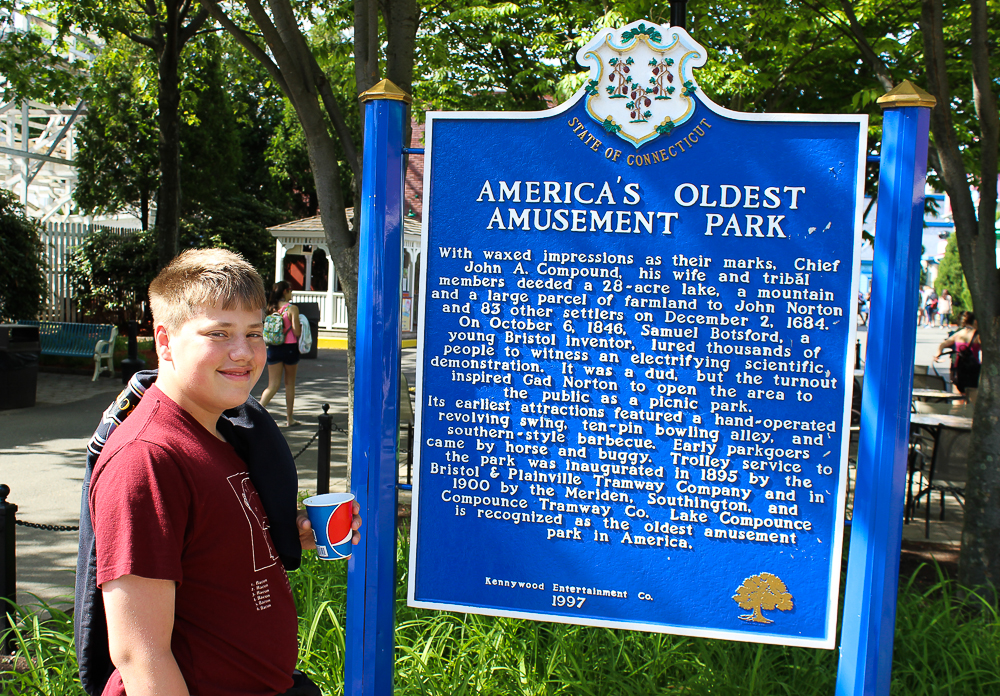 STATE OF CONNECTICUT
AMERICA'S OLDEST
AMUSEMENT PARK
With waxed impressions as their marks, Chief
John A. Compound, his wife and tribal
members deeded a 28-acre lake, a mountain
and a large parcel of farmland to John Norton
and 83 other settlers on December 2, 1684.
On October 6, 1846, Samuel Botsford, a
young Bristol inventor, lured thousands of
people to witness an electrifying scientific,
demonstration. It was a dud, but the turnout
inspired Gad Norton to open the area to
the public as a picnic park.
Its earliest attractions featured a hand-operated
revolving swing, ten-pin bowling alley, and
southern-style barbecue. Early parkgoers
came by horse and buggy. Trolley service to
the park was inaugurated in 1895 by the
Bristol & Plainville Tramway Company and in
1900 by the Meriden, Southington, and
Compounce Tramway Co. Lake Compounce
is recognized as the oldest amusement
park in America.
Kennywood Entertainment Co.
1997